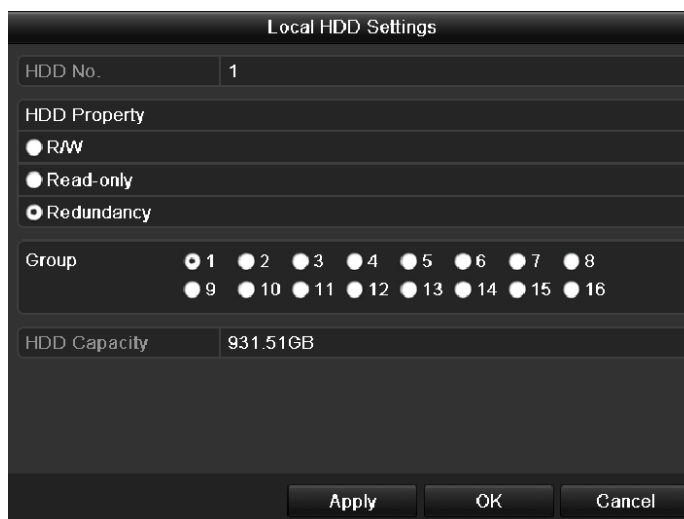 Local HDD Settings
HDD No. 1
HDD Property
R/W
Read-only
Redundancy
Group 1 2 3 4 5 6 7 8
9 10 11 12 13 14 15 16
HDD Capacity 931.51GB
Apply OK Cancel